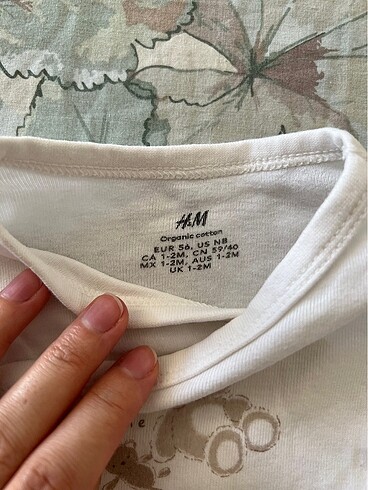 H&M
Organic cotton
EUR 56, US NB
CA 1-2M, CN 59/40
MX 1-2M, AUS 1-2M
UK 1-2M